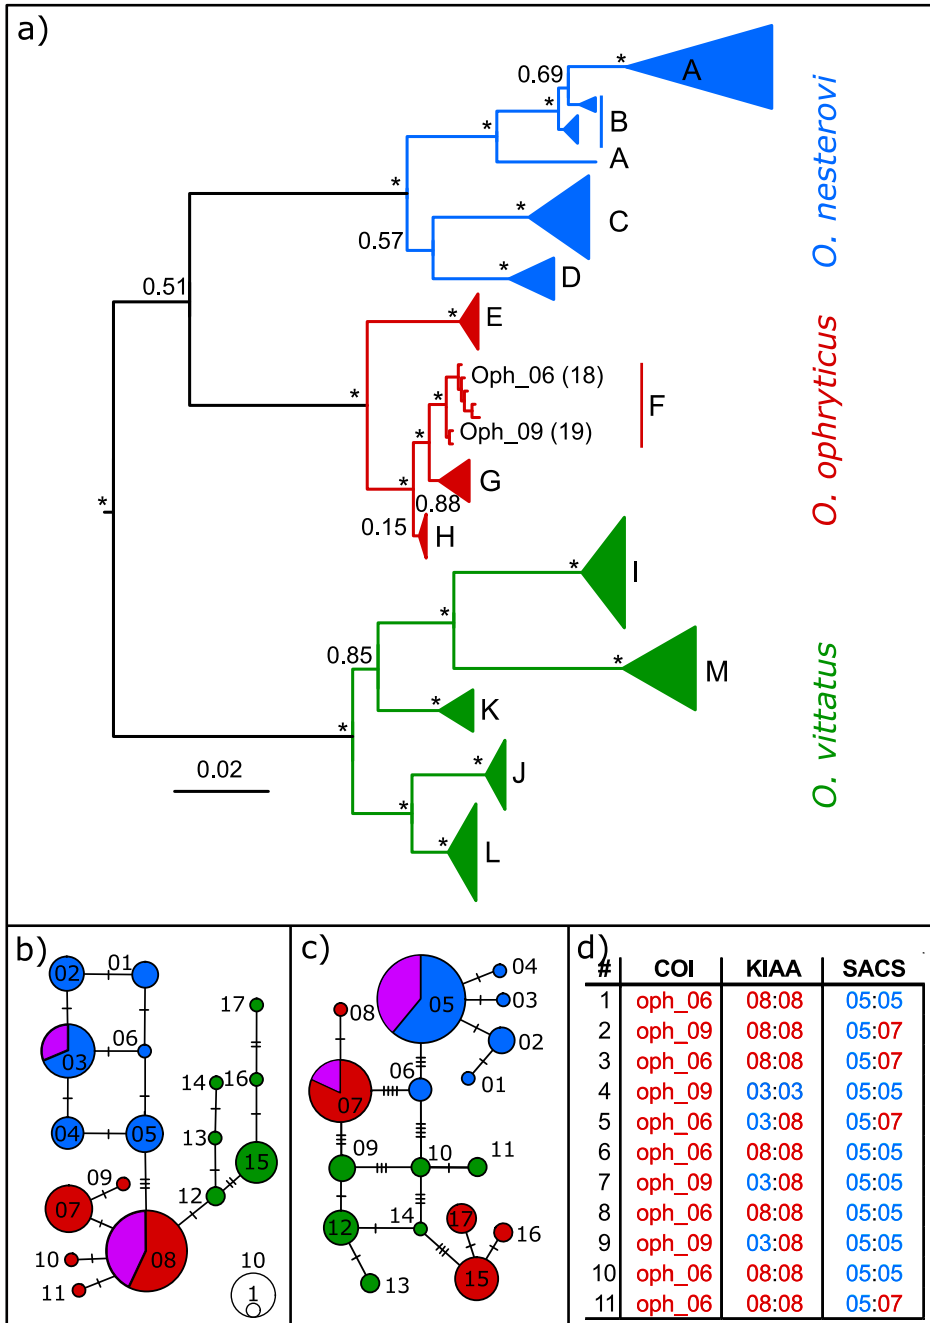 a)
A
0.69
B
A
C
0.57
D
O. nesterovi
0.51
E
Oph_06 (18)
F
Oph_09 (19)
G
0.88
0.15
H
O. ophryticus
I
0.85
M
K
J
L
O. vittatus
0.02
* * * * * * * * * * * * * * * * * * *
b)
02
01
17
06
03
14
16
04
05
13
15
09
12
07
08
10
11
10
1
c)
04
05
03
02
08
06
01
07
09
10
11
12
14
17
16
15
13
d)
# COI KIAA SACS
1 oph_06 08:08 05:05
2 oph_09 08:08 05:07
3 oph_06 08:08 05:07
4 oph_09 03:03 05:05
5 oph_06 03:08 05:07
6 oph_06 08:08 05:05
7 oph_09 03:08 05:05
8 oph_06 08:08 05:05
9 oph_09 03:08 05:05
10 oph_06 08:08 05:05
11 oph_06 08:08 05:07